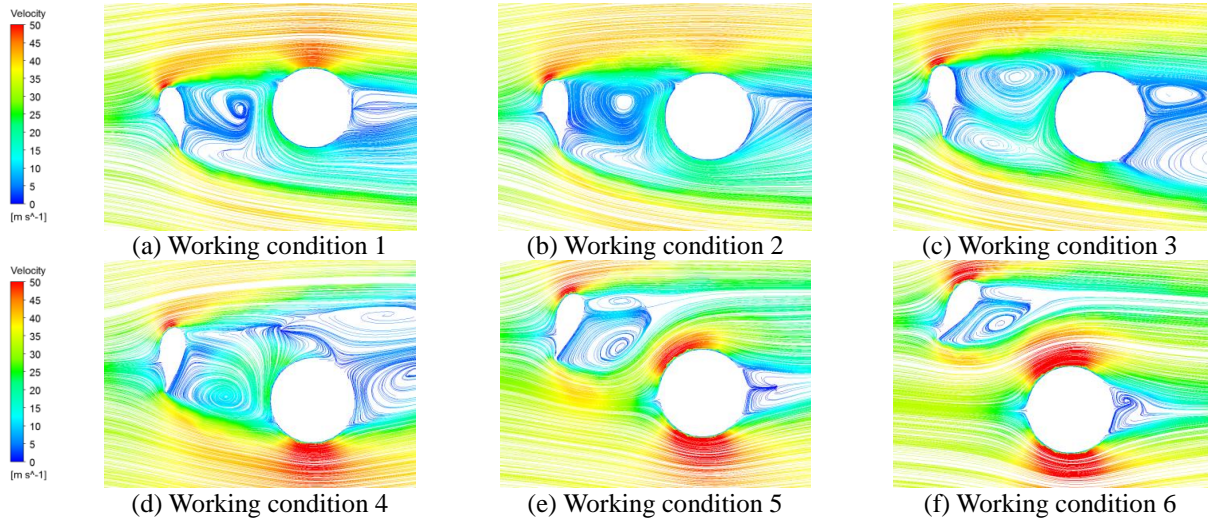 Velocity
50
45
40
35
30
25
20
15
10
5
0
[m s^-1]
(a) Working condition 1
(b) Working condition 2
(c) Working condition 3
Velocity
50
45
40
35
30
25
20
15
10
5
0
[m s^-1]
(d) Working condition 4
(e) Working condition 5
(f) Working condition 6